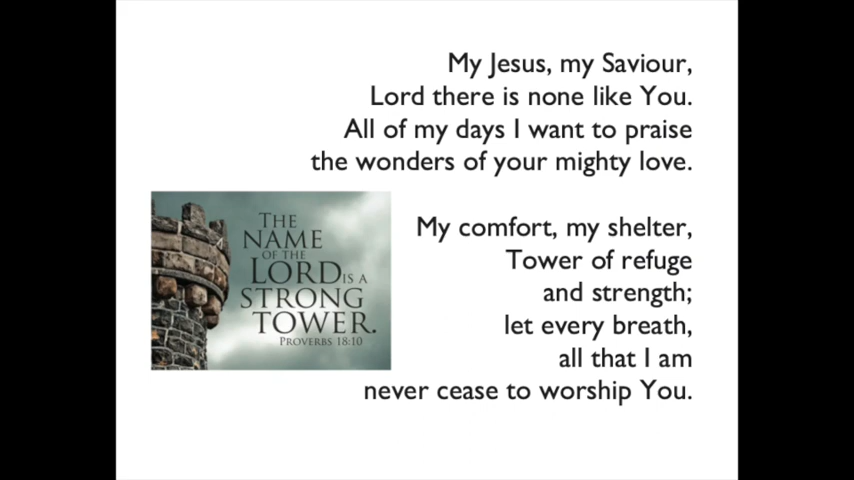 My Jesus, my Saviour,
Lord there is none like You.
All of my days I want to praise
the wonders of your mighty love.
My comfort, my shelter,
Tower of refuge
and strength;
let every breath,
all that I am
never cease to worship You.
THE
NAME
OF THE
LORD IS A
STRONG
TOWER.
PROVERBS 18:10